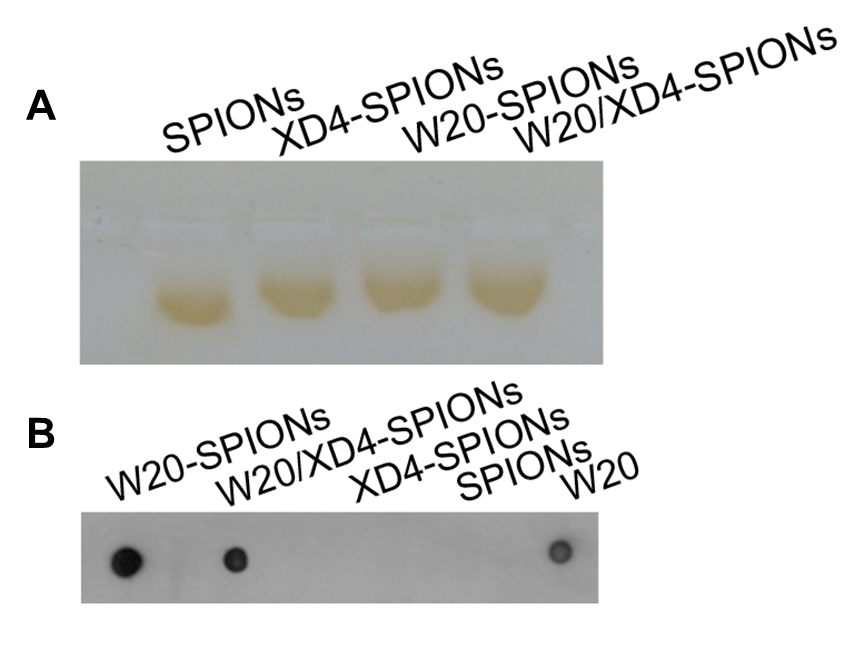 A
SPIONs
XD4-SPIONs
W20-SPIONs
W20/XD4-SPIONs
B
W20-SPIONs
W20/XD4-SPIONs
XD4-SPIONs
SPIONs
W20